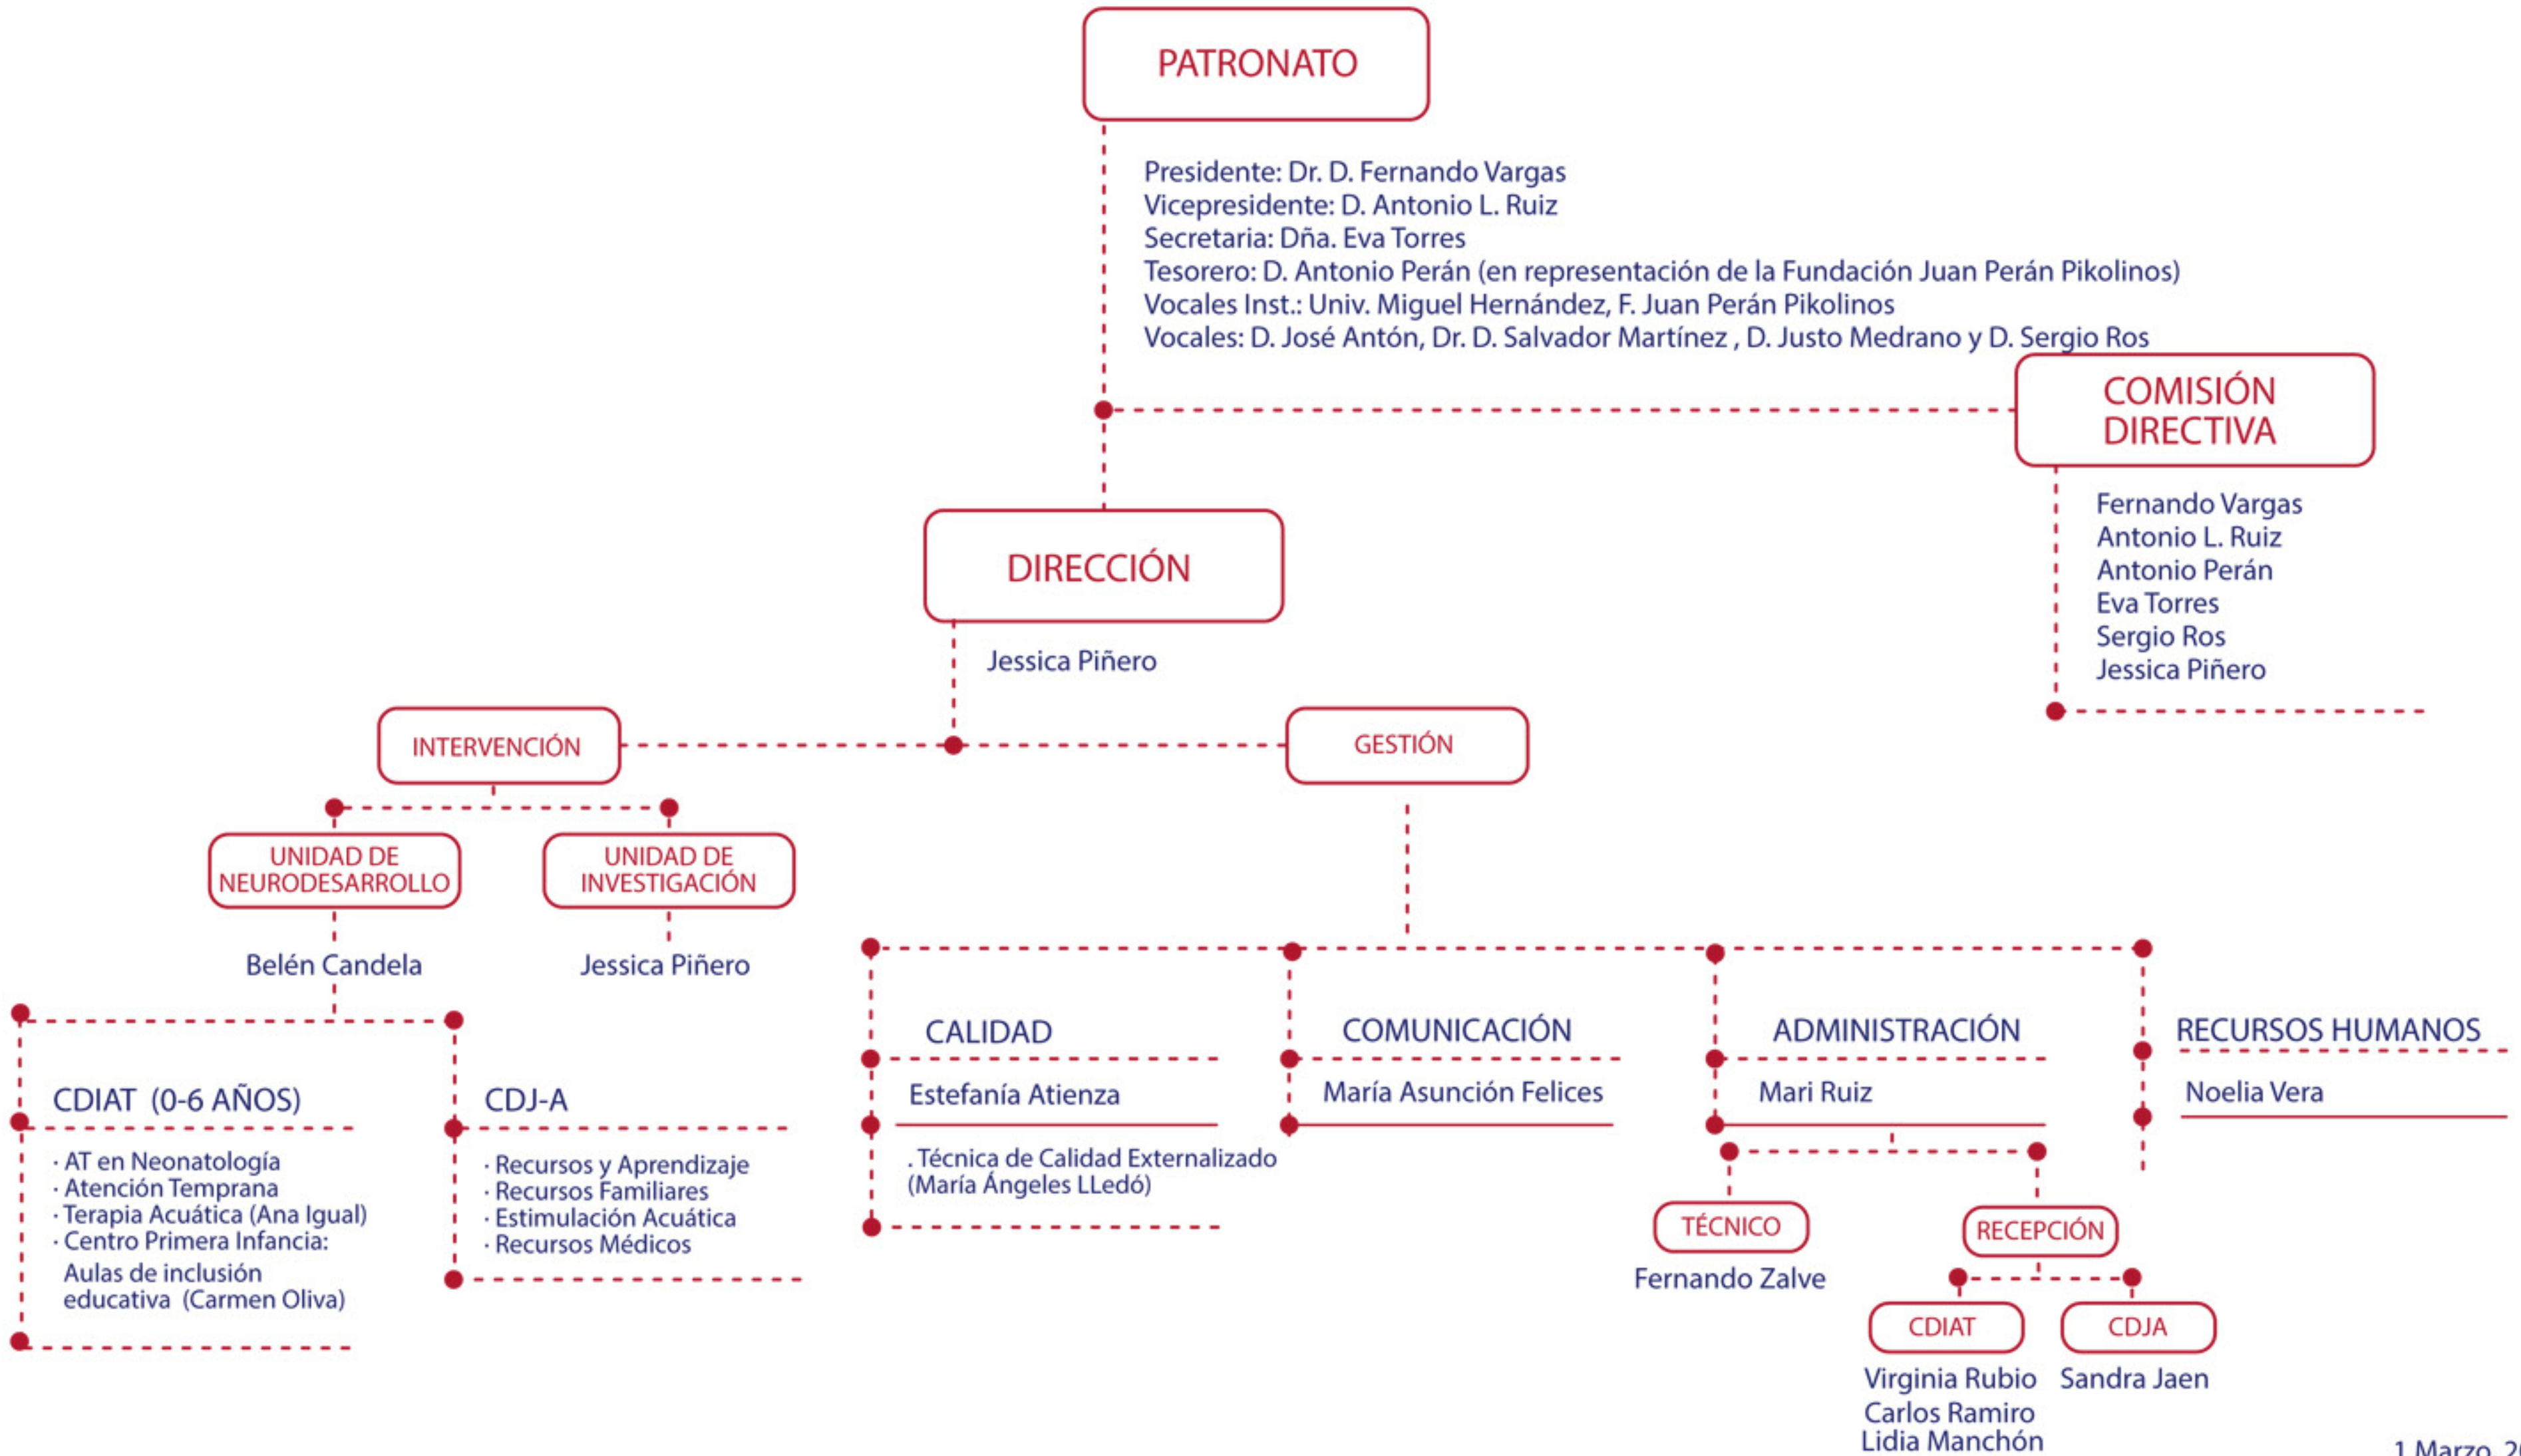 PATRONATO
Presidente: Dr. D. Fernando Vargas
Vicepresidente: D. Antonio L. Ruiz
Secretaria: Dña. Eva Torres
Tesorero: D. Antonio Perán (en representación de la Fundación Juan Perán Pikolinos)
Vocales Inst.: Univ. Miguel Hernández, F. Juan Perán Pikolinos
Vocales: D. José Antón, Dr. D. Salvador Martínez , D. Justo Medrano y D. Sergio Ros
COMISIÓN
DIRECTIVA
Fernando Vargas
Antonio L. Ruiz
Antonio Perán
Eva Torres
Sergio Ros
Jessica Piñero
DIRECCIÓN
Jessica Piñero
INTERVENCIÓN
GESTIÓN
UNIDAD DE
NEURODESARROLLO
Belén Candela
UNIDAD DE
INVESTIGACIÓN
Jessica Piñero
CDIAT (0-6 AÑOS)
· AT en Neonatología
· Atención Temprana
· Terapia Acuática (Ana Igual)
· Centro Primera Infancia:
Aulas de inclusión
educativa (Carmen Oliva)
CDJ-A
· Recursos y Aprendizaje
· Recursos Familiares
· Estimulación Acuática
· Recursos Médicos
CALIDAD
Estefanía Atienza
. Técnica de Calidad Externalizado
(María Ángeles LLedó)
COMUNICACIÓN
María Asunción Felices
ADMINISTRACIÓN
Mari Ruiz
TÉCNICO
Fernando Zalve
RECEPCIÓN
CDIAT
Virginia Rubio
Carlos Ramiro
Lidia Manchón
CDJA
Sandra Jaen
RECURSOS HUMANOS
Noelia Vera
1 Marzo